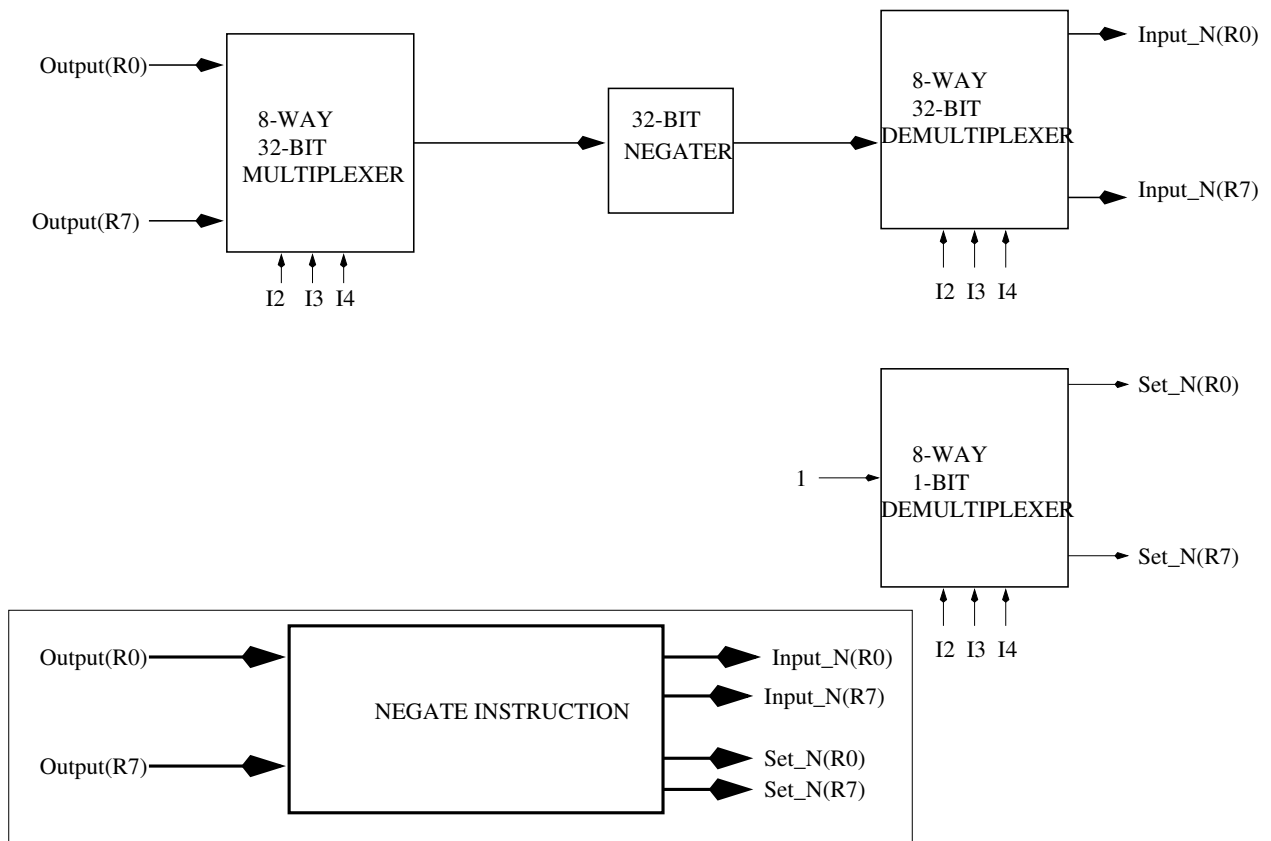 Output(R0)
Output(R7)
8-WAY
32-BIT
MULTIPLEXER
I2 I3 I4
32-BIT
NEGATER
8-WAY
32-BIT
DEMULTIPLEXER
I2 I3 I4
Input_N(R0)
Input_N(R7)
1
8-WAY
1-BIT
DEMULTIPLEXER
I2 I3 I4
Set_N(R0)
Set_N(R7)
Output(R0)
Output(R7)
NEGATE INSTRUCTION
Input_N(R0)
Input_N(R7)
Set_N(R0)
Set_N(R7)